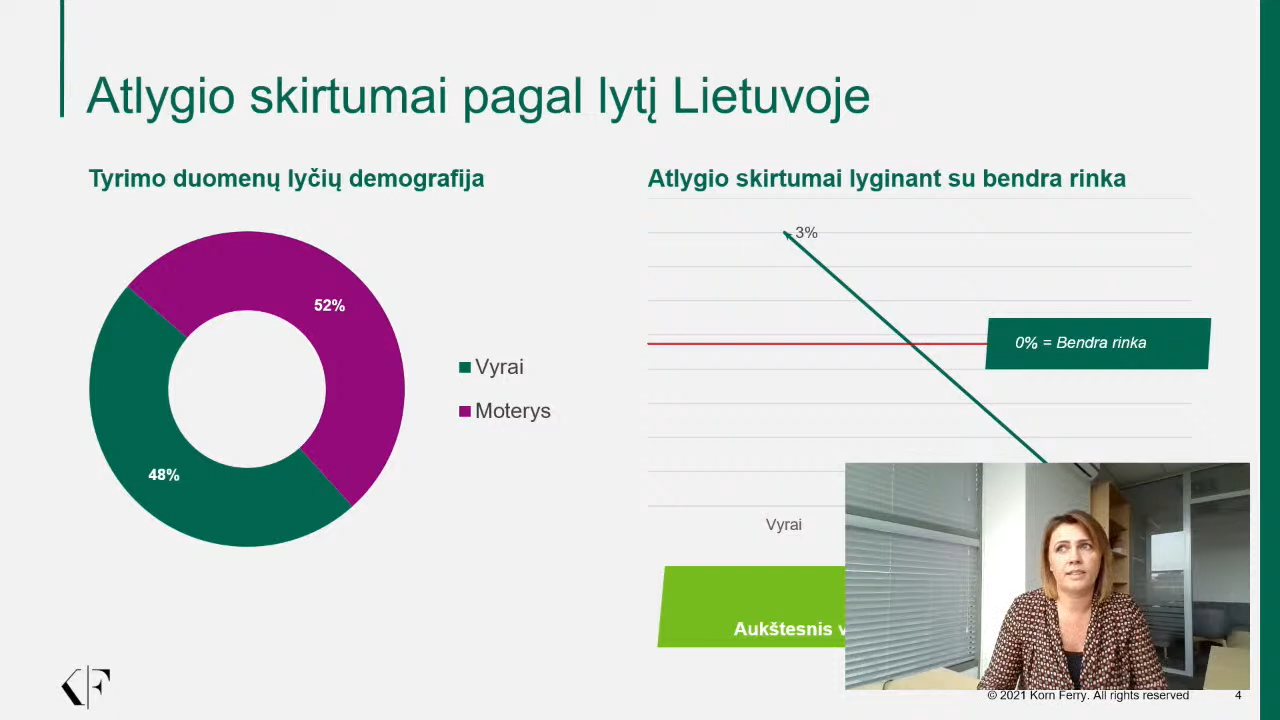 Atlygio skirtumai pagal lytį Lietuvoje
Tyrimo duomenų lyčių demografija
52%
48%
Vyrai
Moterys
Atlygio skirtumai lyginant su bendra rinka
3%
0% = Bendra rinka
Vyrai
Aukštesnis
KF
© 2021 Korn Ferry. All rights reserved
4